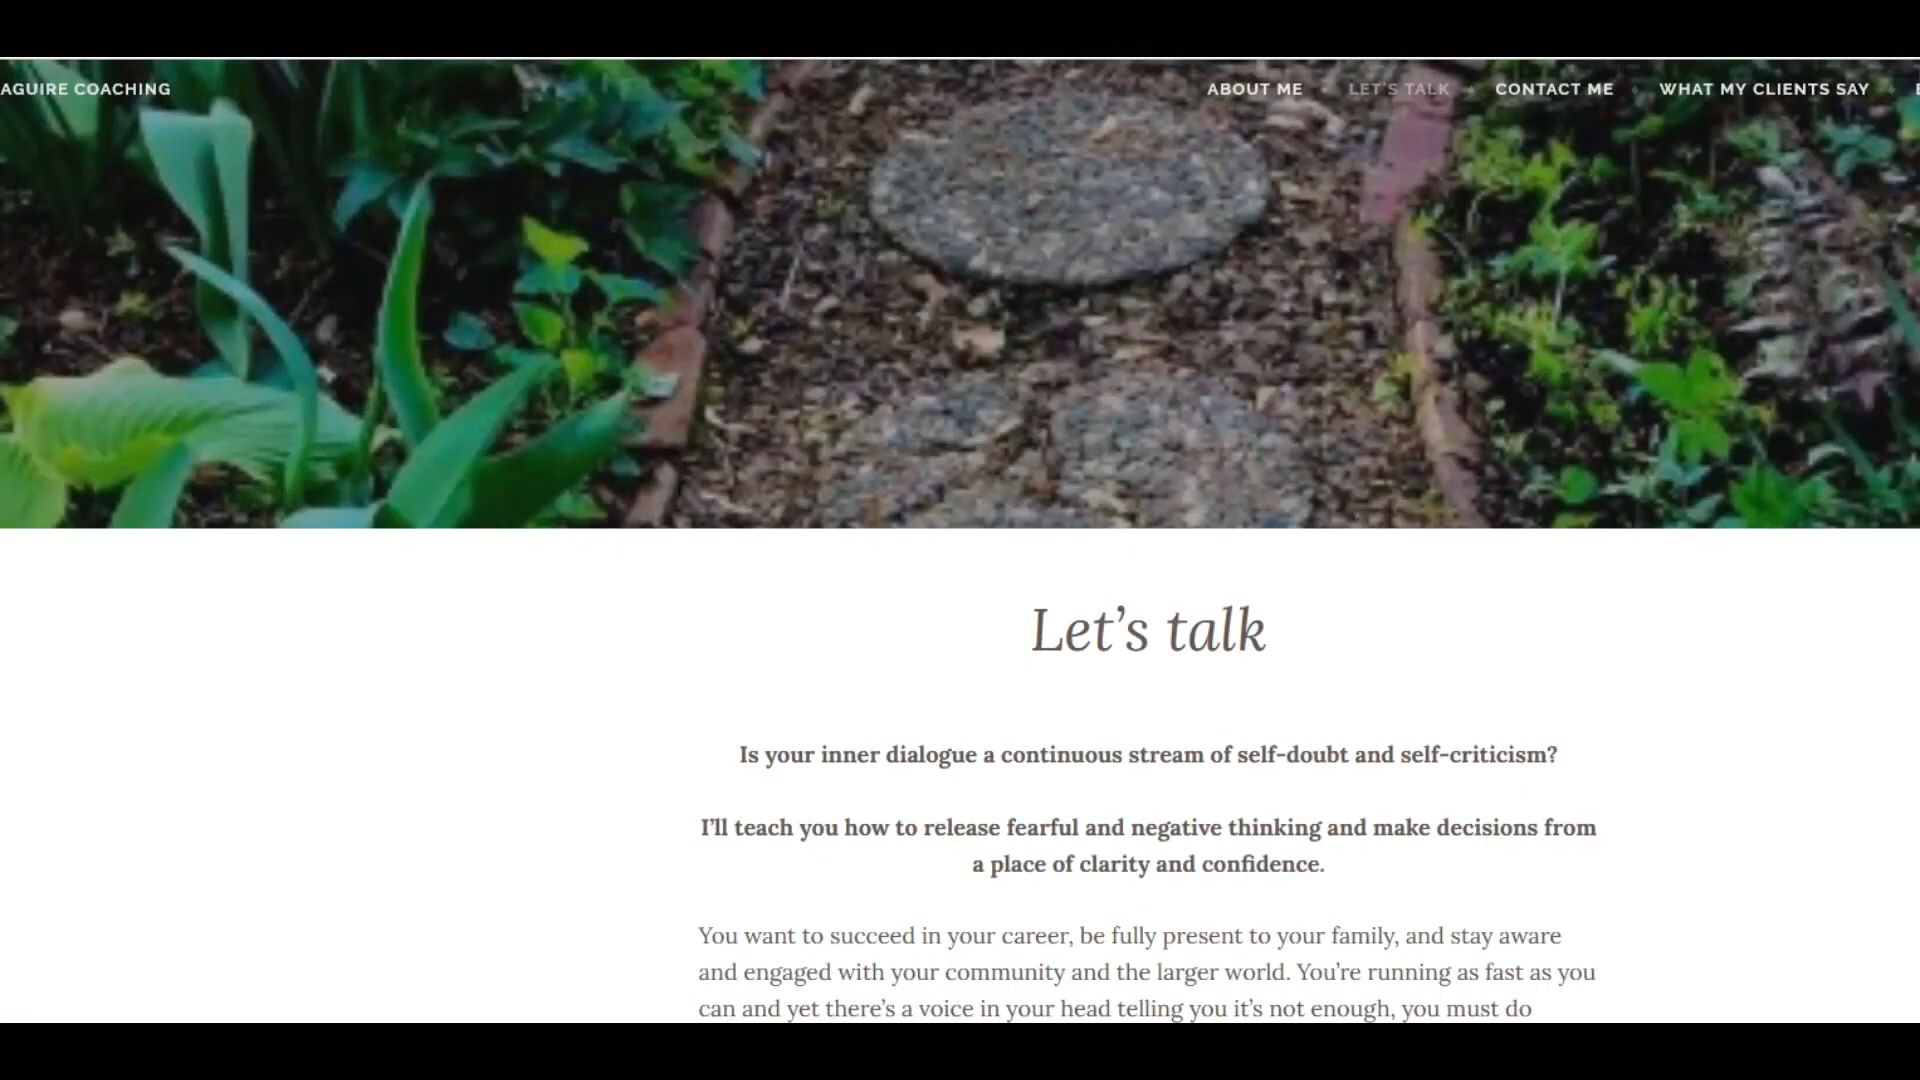 AGUIRE COACHING
ABOUT ME
LET'S TALK
CONTACT ME
WHAT MY CLIENTS SAY
Let’s talk
Is your inner dialogue a continuous stream of self-doubt and self-criticism?
I’ll teach you how to release fearful and negative thinking and make decisions from
a place of clarity and confidence.
You want to succeed in your career, be fully present to your family, and stay aware
and engaged with your community and the larger world. You’re running as fast as you
can and yet there’s a voice in your head telling you it’s not enough, you must do